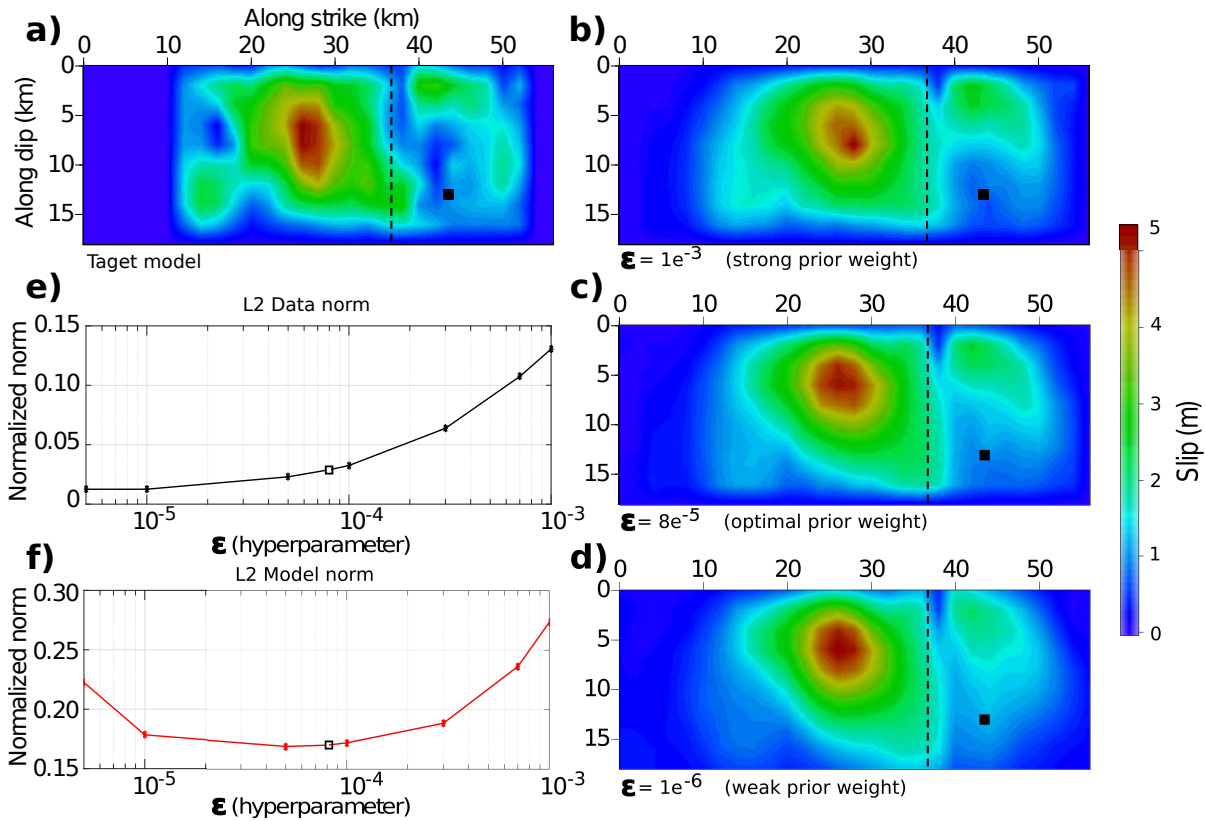 a)
Along strike (km)
0 10 20 30 40 50
Along dip (km)
0
5
10
15
Taget model
b)
0 10 20 30 40 50
0
5
10
15
ε = 1e-3 (strong prior weight)
c)
0 10 20 30 40 50
0
5
10
15
ε = 8e-5 (optimal prior weight)
d)
0 10 20 30 40 50
0
5
10
15
ε = 1e-6 (weak prior weight)
5
4
3
2
1
0
Slip (m)
e)
L2 Data norm
Normalized norm
0.15
0.10
0.05
0
10-5 10-4 10-3
ε (hyperparameter)
f)
L2 Model norm
Normalized norm
0.30
0.25
0.20
0.15
10-5 10-4 10-3
ε (hyperparameter)